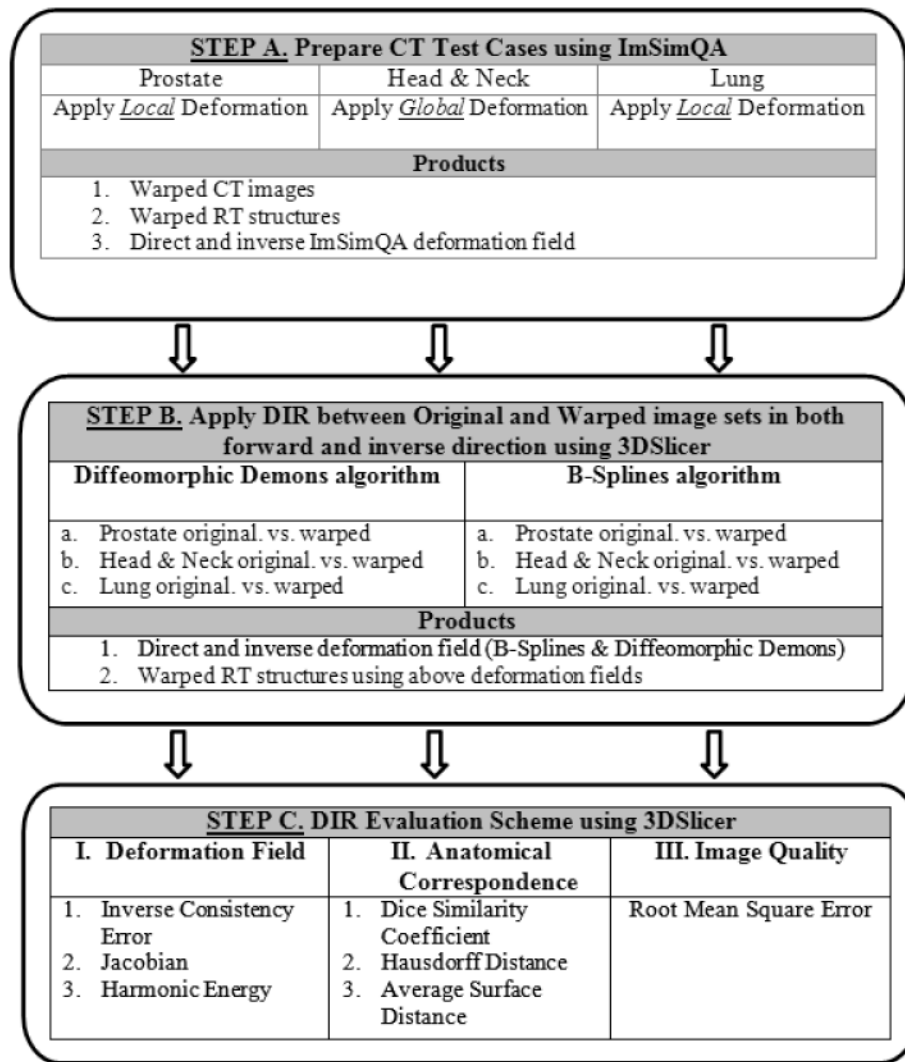 STEP A. Prepare CT Test Cases using ImSimQA
Prostate
Head & Neck
Lung
Apply Local Deformation
Apply Global Deformation
Apply Local Deformation
Products
1. Warped CT images
2. Warped RT structures
3. Direct and inverse ImSimQA deformation field
STEP B. Apply DIR between Original and Warped image sets in both
forward and inverse direction using 3DSlicer
Diffeomorphic Demons algorithm
a. Prostate original. vs. warped
b. Head & Neck original. vs. warped
c. Lung original. vs. warped
B-Splines algorithm
a. Prostate original. vs. warped
b. Head & Neck original. vs. warped
c. Lung original. vs. warped
Products
1. Direct and inverse deformation field (B-Splines & Diffeomorphic Demons)
2. Warped RT structures using above deformation fields
STEP C. DIR Evaluation Scheme using 3DSlicer
I. Deformation Field
1. Inverse Consistency
Error
2. Jacobian
3. Harmonic Energy
II. Anatomical
Correspondence
1. Dice Similarity
Coefficient
2. Hausdorff Distance
3. Average Surface
Distance
III. Image Quality
Root Mean Square Error